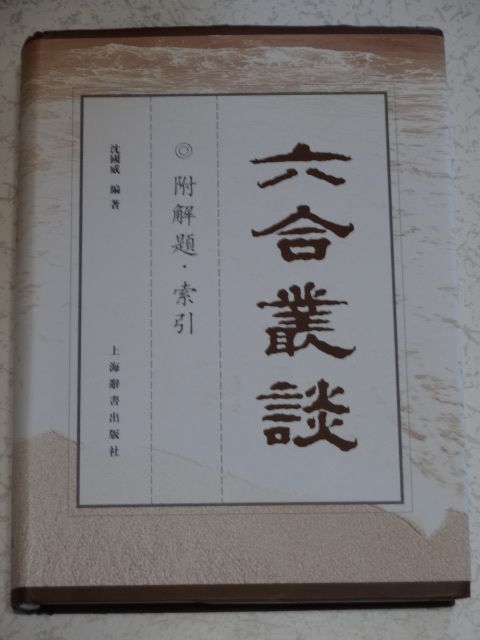 六合叢談
◎附解題·索引
沈國威 編著
上海辭書出版社